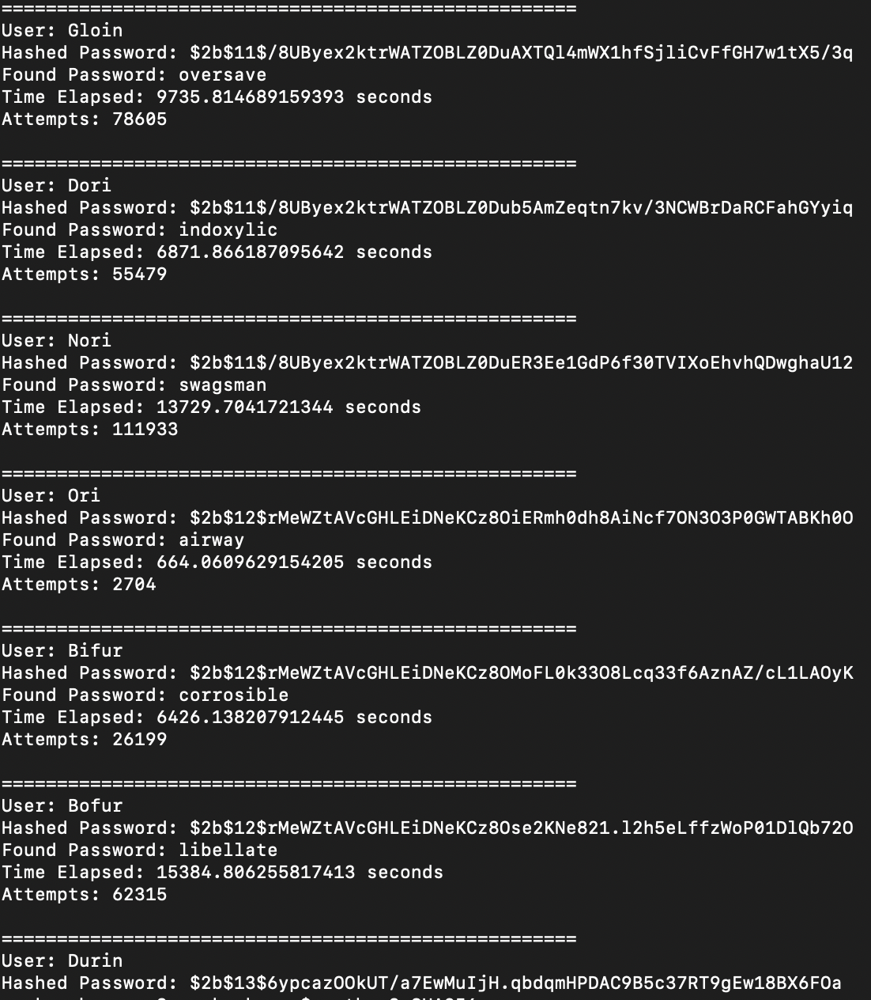 ====================================================
User: Gloin
Hashed Password: $2b$11$/8UByex2ktrWATZOBLZ0DuAXTQl4mWX1hfSjliCvFfGH7w1tX5/3q
Found Password: oversave
Time Elapsed: 9735.814689159393 seconds
Attempts: 78605
====================================================
User: Dori
Hashed Password: $2b$11$/8UByex2ktrWATZOBLZ0Dub5AmZeqtn7kv/3NCWBrDaRCFahGYyiq
Found Password: indoxylic
Time Elapsed: 6871.866187095642 seconds
Attempts: 55479
====================================================
User: Nori
Hashed Password: $2b$11$/8UByex2ktrWATZOBLZ0DuER3Ee1GdP6f30TVIXoEhvhQDwghaU12
Found Password: swagsman
Time Elapsed: 13729.7041721344 seconds
Attempts: 111933
====================================================
User: Ori
Hashed Password: $2b$12$rMeWZtAVcGHLEiDNeKCz8OiERmh0dh8AiNcf7ON3O3P0GWTABKh0O
Found Password: airway
Time Elapsed: 664.0609629154205 seconds
Attempts: 2704
====================================================
User: Bifur
Hashed Password: $2b$12$rMeWZtAVcGHLEiDNeKCz8OMoFL0k33O8Lcq33f6AznAZ/cL1LAOyK
Found Password: corrosible
Time Elapsed: 6426.138207912445 seconds
Attempts: 26199
====================================================
User: Bofur
Hashed Password: $2b$12$rMeWZtAVcGHLEiDNeKCz8Ose2KNe821.l2h5eLffzWoP01DlQb72O
Found Password: libellate
Time Elapsed: 15384.806255817413 seconds
Attempts: 62315
====================================================
User: Durin
Hashed Password: $2b$13$6ypcazOOkUT/a7EwMuIjH.qbdqmHPDAC9B5c37RT9gEw18BX6FOa